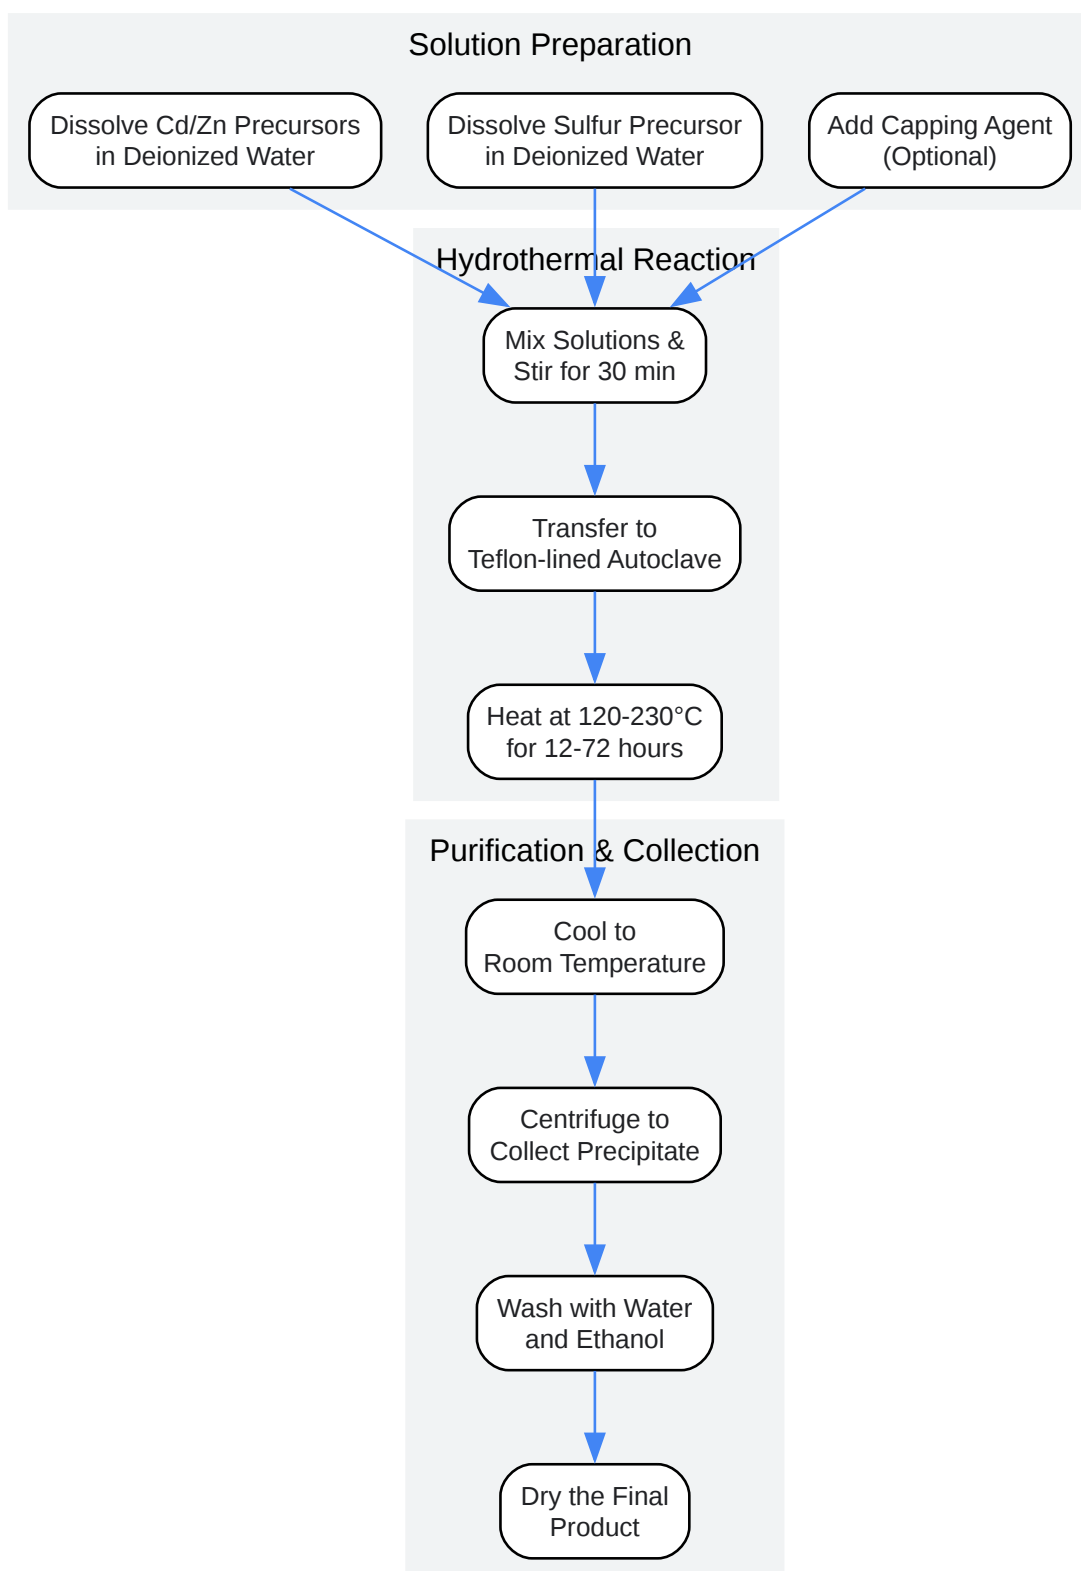 Solution Preparation
Dissolve Cd/Zn Precursors
in Deionized Water
Dissolve Sulfur Precursor
in Deionized Water
Add Capping Agent
(Optional)
Hydrothermal Reaction
Mix Solutions &
Stir for 30 min
Transfer to
Teflon-lined Autoclave
Heat at 120-230°C
for 12-72 hours
Purification & Collection
Cool to
Room Temperature
Centrifuge to
Collect Precipitate
Wash with Water
and Ethanol
Dry the Final
Product